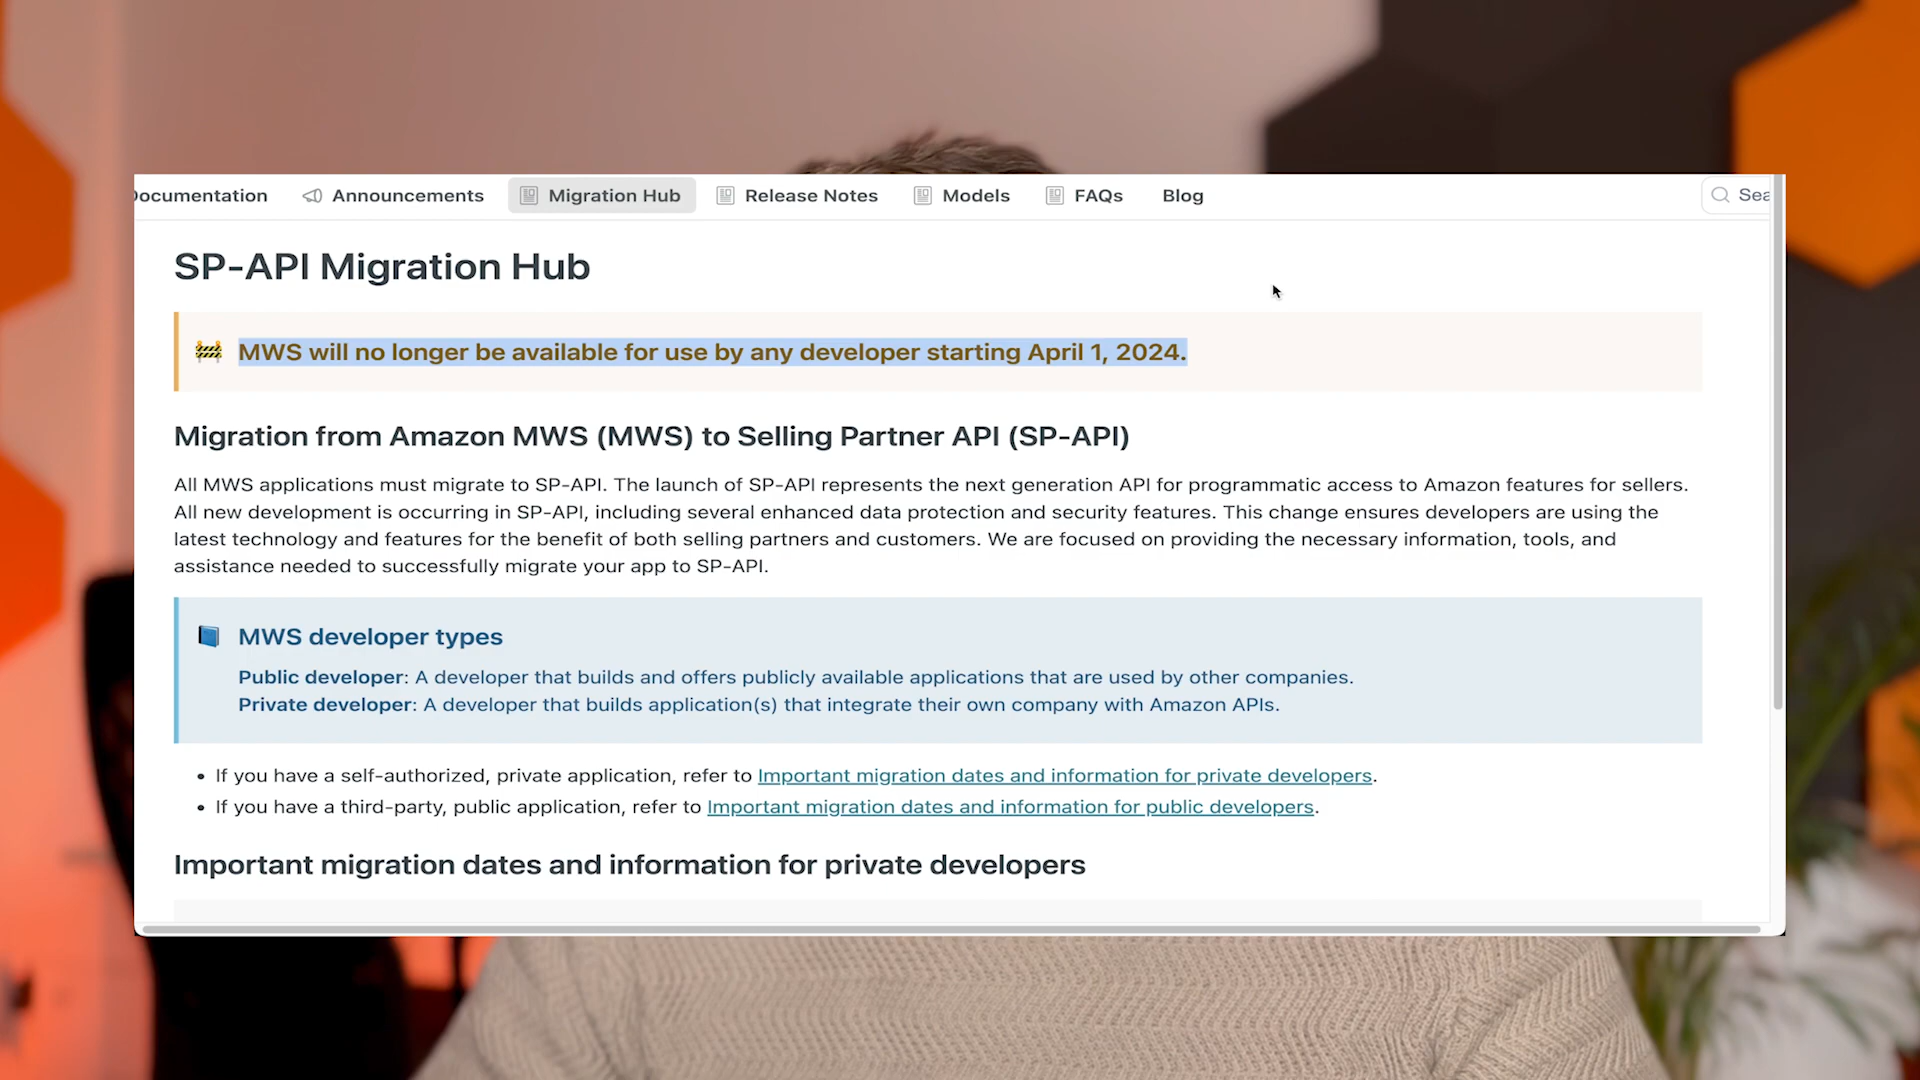 Announcements Migration Hub Release Notes Models FAQs Blog
SP-API Migration Hub
MWS will no longer be available for use by any developer starting April 1, 2024.
Migration from Amazon MWS (MWS) to Selling Partner API (SP-API)
All MWS applications must migrate to SP-API. The launch of SP-API represents the next generation API for programmatic access to Amazon features for sellers.
All new development is occurring in SP-API, including several enhanced data protection and security features. This change ensures developers are using the
latest technology and features for the benefit of both selling partners and customers. We are focused on providing the necessary information, tools, and
assistance needed to successfully migrate your app to SP-API.
MWS developer types
Public developer: A developer that builds and offers publicly available applications that are used by other companies.
Private developer: A developer that builds application(s) that integrate their own company with Amazon APIs.
• If you have a self-authorized, private application, refer to Important migration dates and information for private developers.
• If you have a third-party, public application, refer to Important migration dates and information for public developers.
Important migration dates and information for private developers